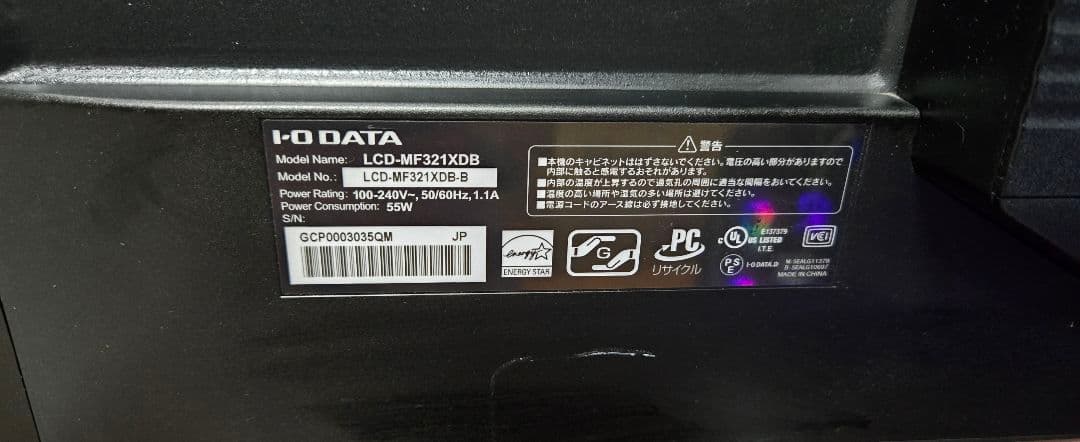 I-O DATA
Model Name: LCD-MF321XDB
Model No.: LCD-MF321XDB-B
Power Rating: 100-240V~, 50/60Hz, 1.1A
Power Consumption: 55W
S/N:
GCP0003035QM JP
⚠警告
■本機のキャビネットははずさないでください。電圧の高い部分がありますので
内部に触ると感電するおそれがあります。
■内部の温度が上昇するので通気孔の周囲に適当な間隔をおいてください。
■湿度の高い場所や湿気の多い場所は避けてください。
■電源コードのアース線は必ず接地してください。
energy
ENERGY STAR
G
PC
リサイクル
c UL US LISTED
E137379
I.T.E.
VCCI
PSE
I-O DATA.D
M-SEALG11379
B-SEALG10697
MADE IN CHINA